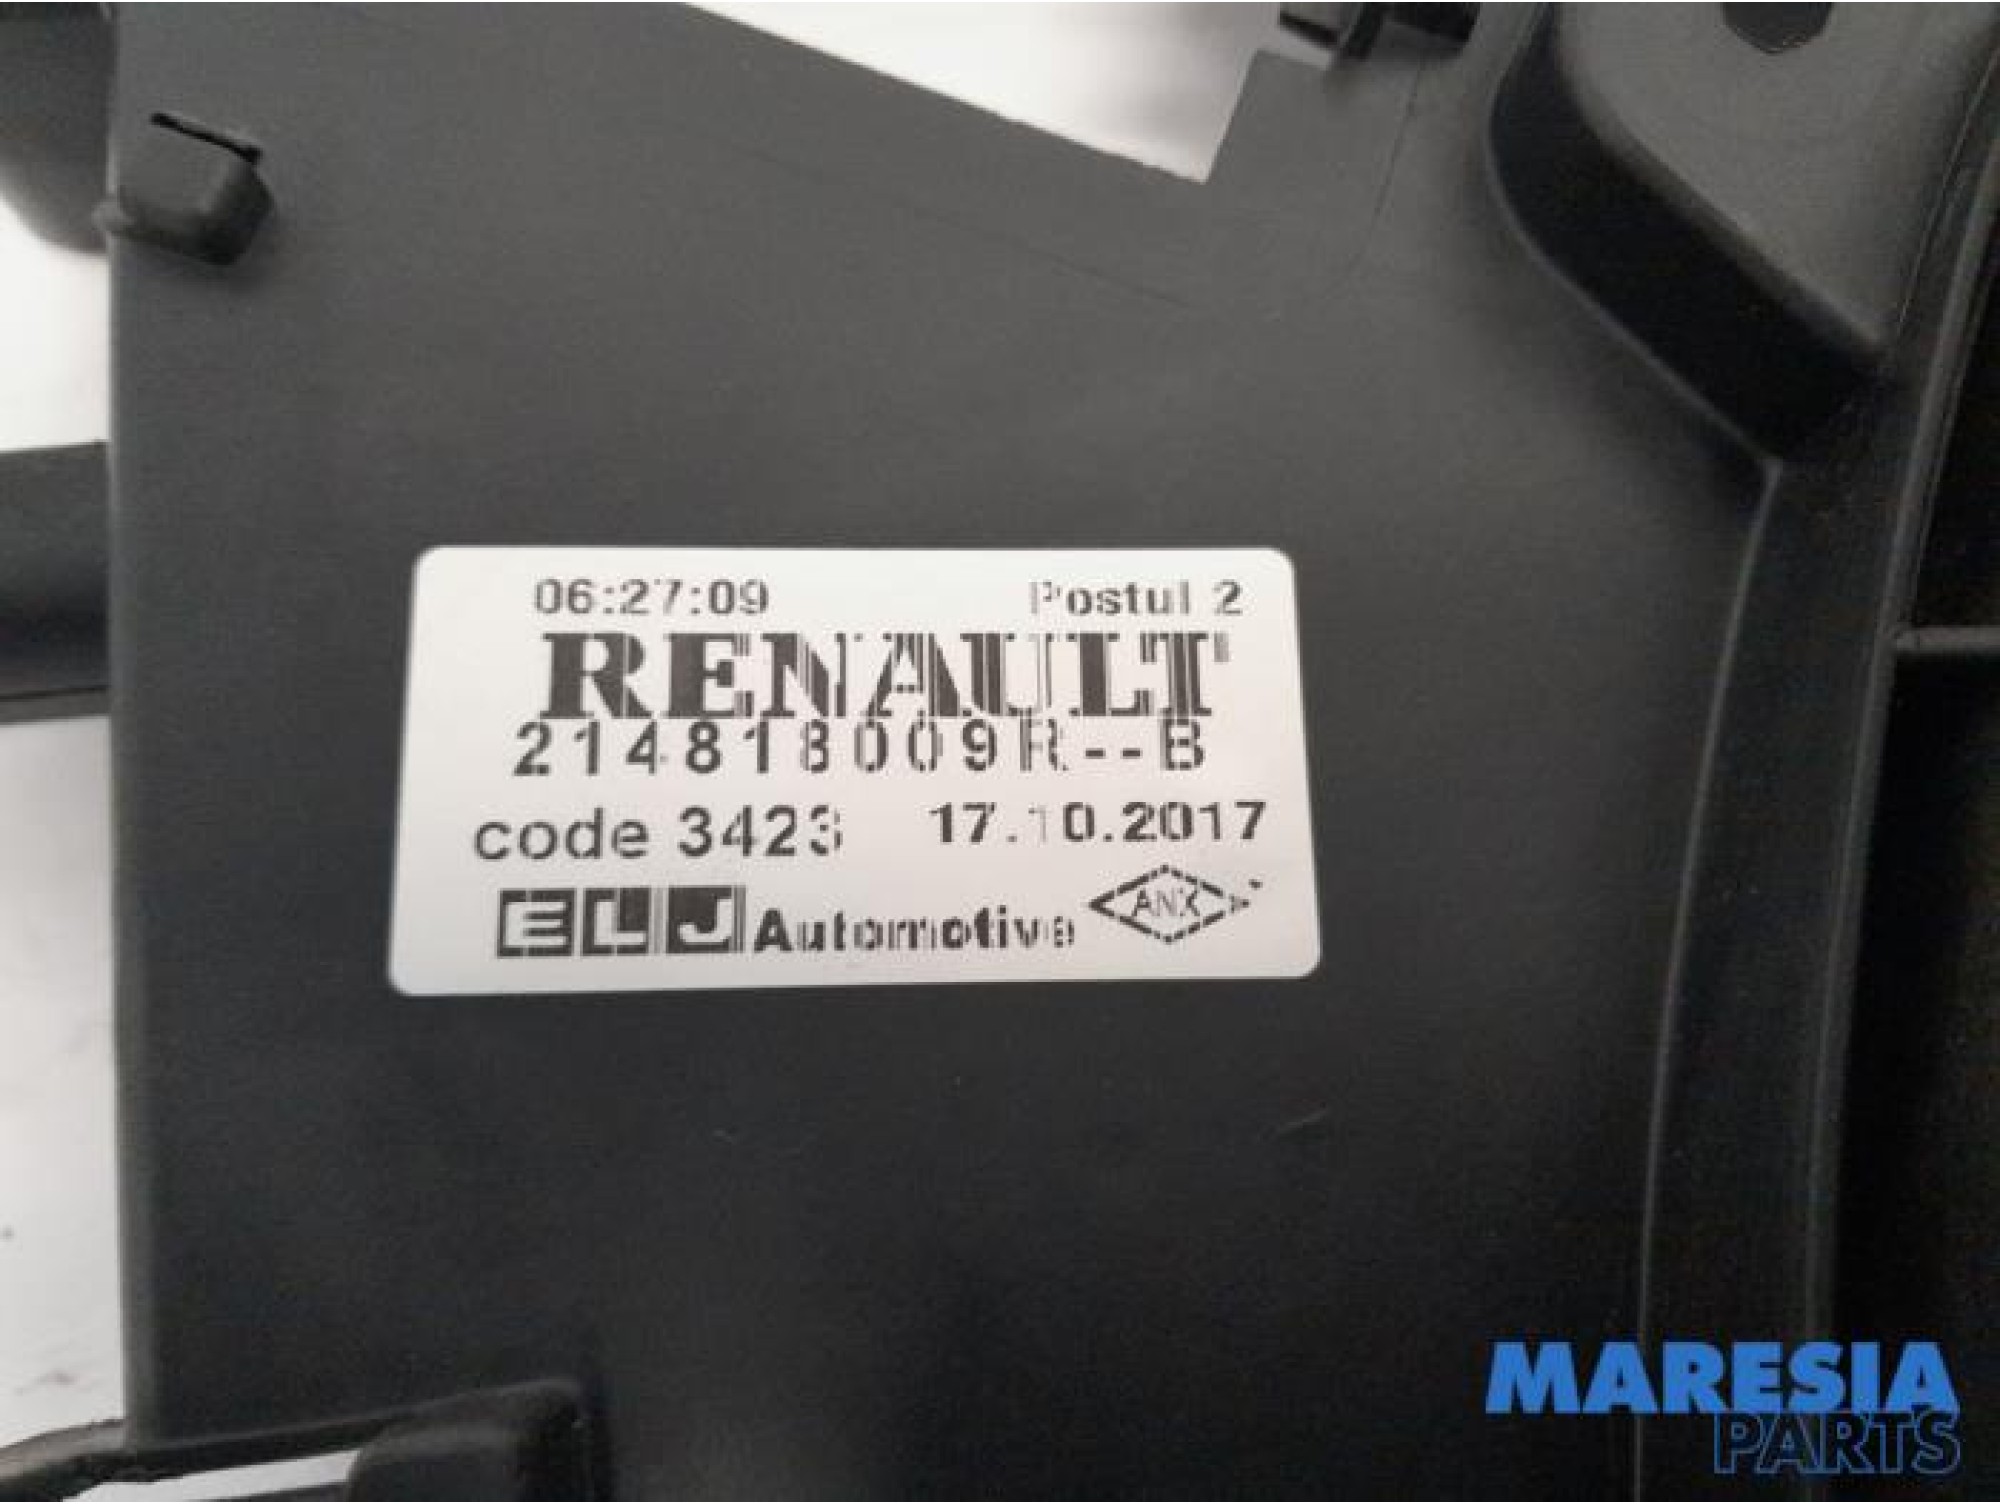 06:27:09 Postul 2
RENAULT
214818009R--B
code 3423 17.10.2017
ELJ Automotive ANX
MARESIA
PARTS